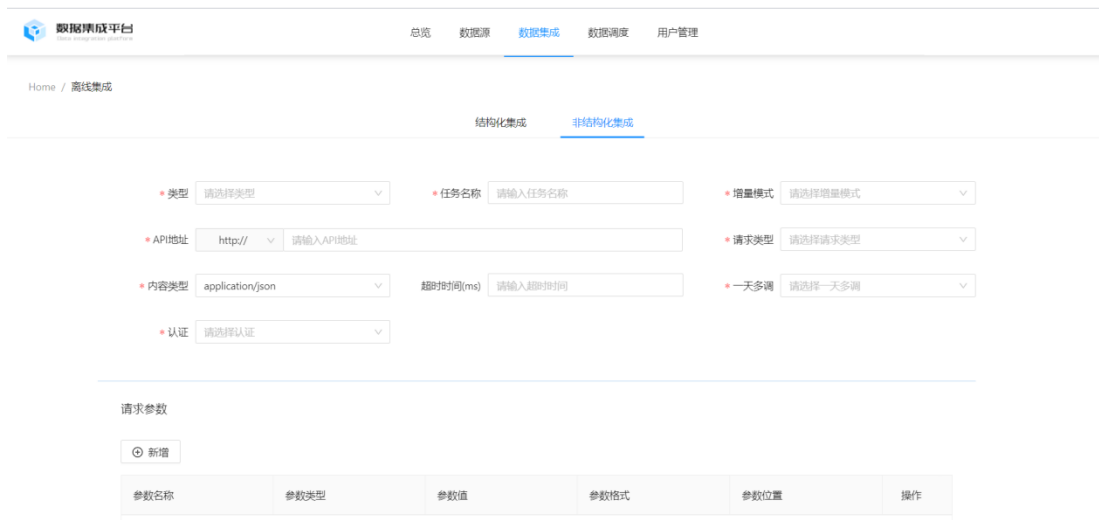 数据集成平台
Data integration platform
总览 数据源 数据集成 数据调度 用户管理
Home / 离线集成
结构化集成 非结构化集成
* 类型 请选择类型 * 任务名称 请输入任务名称 * 增量模式 请选择增量模式
* API地址 http:// 请输入API地址 * 请求类型 请选择请求类型
* 内容类型 application/json 超时时间(ms) 请输入超时时间 * 一天多调 请选择一天多调
* 认证 请选择认证
请求参数
新增
参数名称 参数类型 参数值 参数格式 参数位置 操作